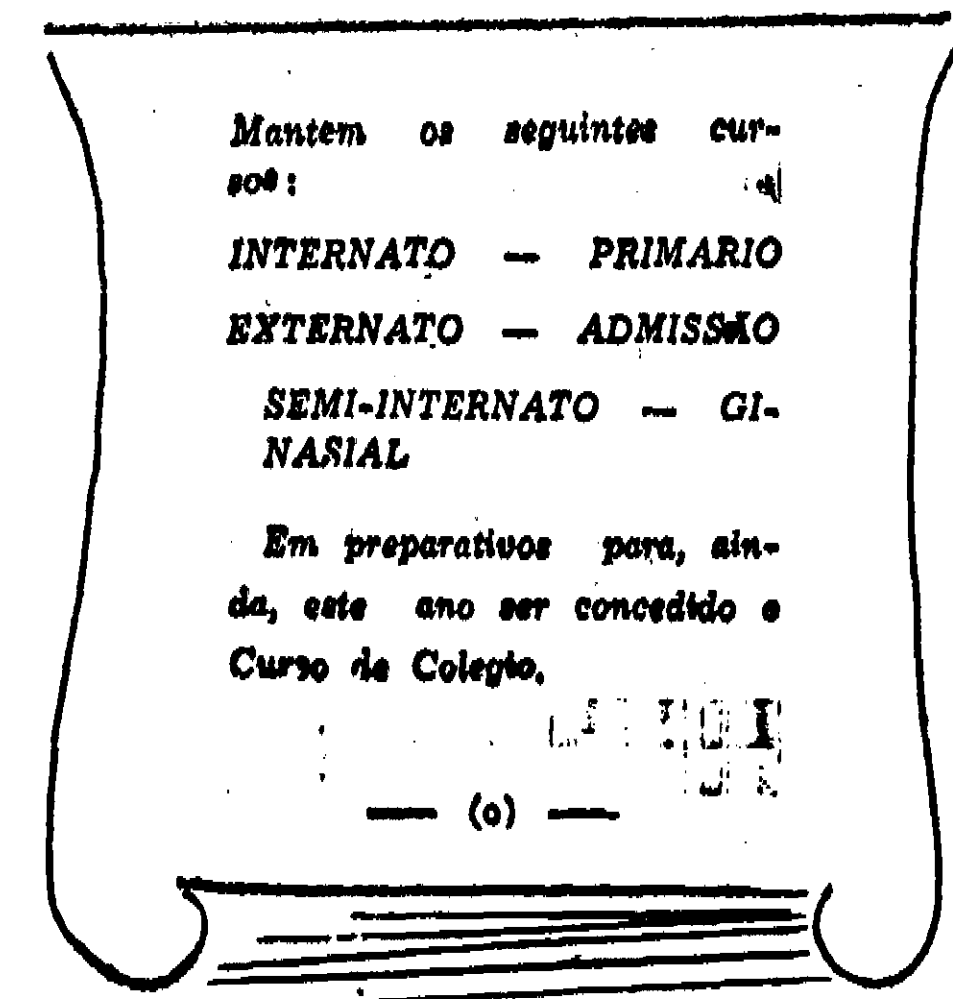 Mantem os seguintes cur-
sos:
INTERNATO — PRIMARIO
EXTERNATO — ADMISSÃO
SEMI-INTERNATO — GI-
NASIAL
Em preparativos para, ain-
da, este ano ser concedido o
Curso de Colegio.
— (o) —